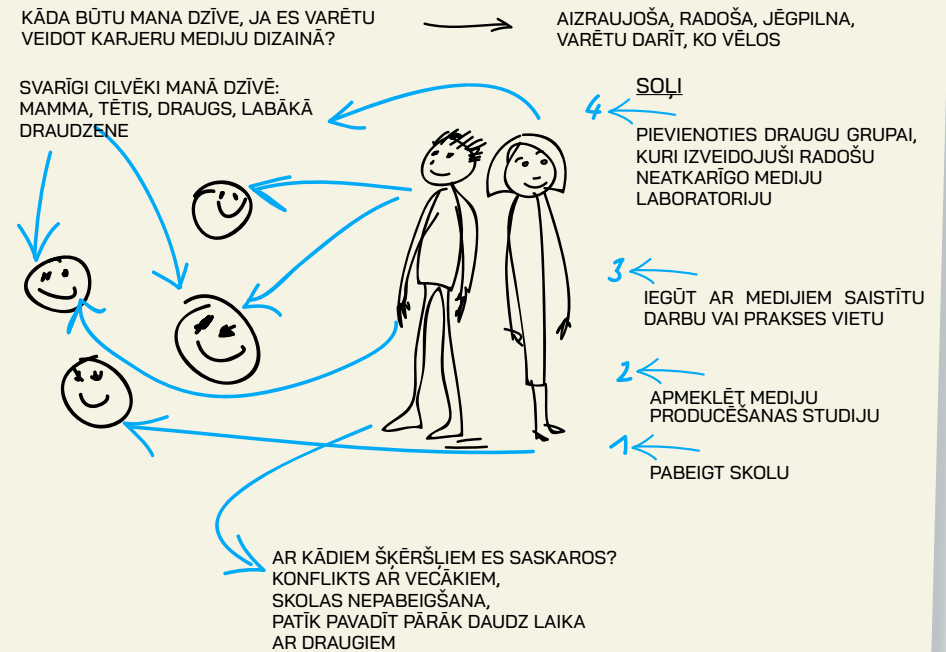 KĀDA BŪTU MANA DZĪVE, JA ES VARĒTU
VEIDOT KARJERU MEDIJU DIZAINĀ?
AIZRAUJOŠA, RADOŠA, JĒGPILNA,
VARĒTU DARĪT, KO VĒLOS
SVARĪGI CILVĒKI MANĀ DZĪVĒ:
MAMMA, TĒTIS, DRAUGS, LABĀKĀ
DRAUDZENE
SOĻI
4
PIEVIENOTIES DRAUGU GRUPAI,
KURI IZVEIDOJUŠI RADOŠU
NEATKARĪGO MEDIJU
LABORATORIJU
3
IEGŪT AR MEDIJIEM SAISTĪTU
DARBU VAI PRAKSES VIETU
2
APMEKLĒT MEDIJU
PRODUCĒŠANAS STUDIJU
1
PABEIGT SKOLU
AR KĀDIEM ŠĶĒRŠĻIEM ES SASKAROS?
KONFLIKTS AR VECĀKIEM,
SKOLAS NEPABEIGŠANA,
PATĪK PAVADĪT PĀRĀK DAUDZ LAIKA
AR DRAUGIEM